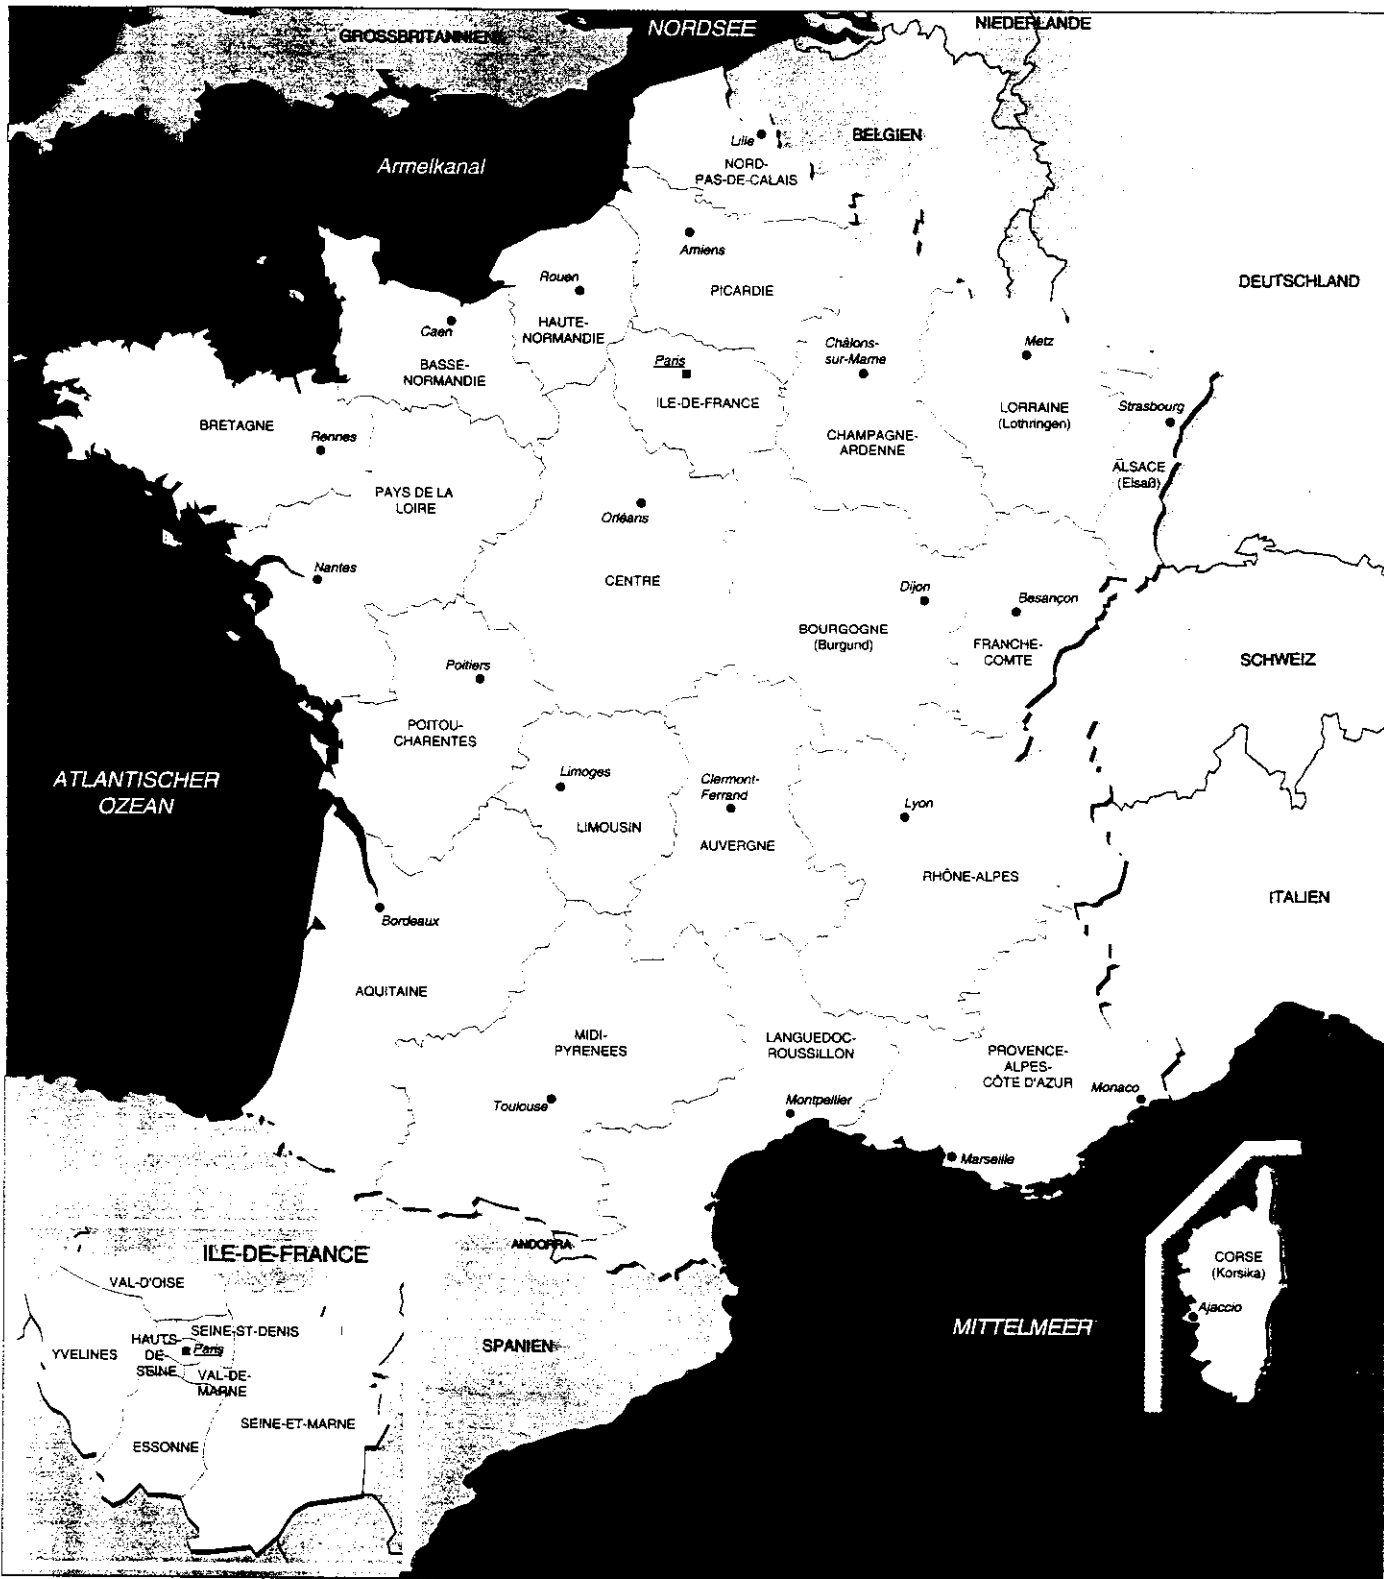 NORDSEE
NIEDERLANDE
GROSSBRITANNIEN
Lille
BELGIEN
Armelkanal
NORD-
PAS-DE-CALAIS
Amiens
Rouen
PICARDIE
DEUTSCHLAND
Caen
HAUTE-
NORMANDIE
Châlons-
sur-Marne
Metz
Paris
BASSE-
NORMANDIE
ILE-DE-FRANCE
LORRAINE
(Lothringen)
Strasbourg
BRETAGNE
Rennes
CHAMPAGNE-
ARDENNE
ALSACE
(Elsaß)
PAYS DE LA
LOIRE
Orléans
Nantes
CENTRE
Dijon
Besançon
BOURGOGNE
(Burgund)
FRANCHE-
COMTE
SCHWEIZ
Poitiers
POITOU-
CHARENTES
ATLANTISCHER
OZEAN
Limoges
Clermont-
Ferrand
Lyon
LIMOUSIN
AUVERGNE
RHÔNE-ALPES
ITALIEN
Bordeaux
AQUITAINE
MIDI-
PYRENEES
LANGUEDOC-
ROUSSILLON
PROVENCE-
ALPES-
CÔTE D'AZUR
Monaco
Toulouse
Montpellier
Marseille
ANDORRA
ILE-DE-FRANCE
CORSE
(Korsika)
VAL-D'OISE
Ajaccio
SEINE-ST-DENIS
MITTELMEER
HAUTS-
DE-
SEINE
Paris
YVELINES
SPANIEN
VAL-DE-
MARNE
SEINE-ET-MARNE
ESSONNE